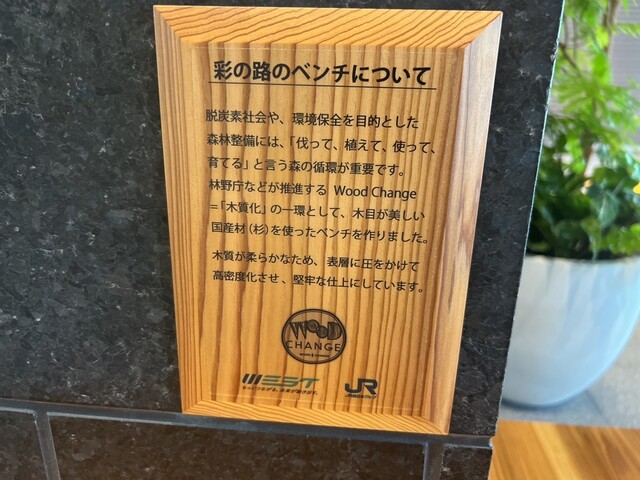 彩の路のベンチについて
脱炭素社会や、環境保全を目的とした
森林整備には、「伐って、植えて、使って、
育てる」と言う森の循環が重要です。
林野庁などが推進する Wood Change
=「木質化」の一環として、木目が美しい
国産材(杉)を使ったベンチを作りました。
木質が柔らかなため、表層に圧をかけて
高密度化させ、堅牢な仕上にしています。
WOOD
CHANGE
WEST
JR